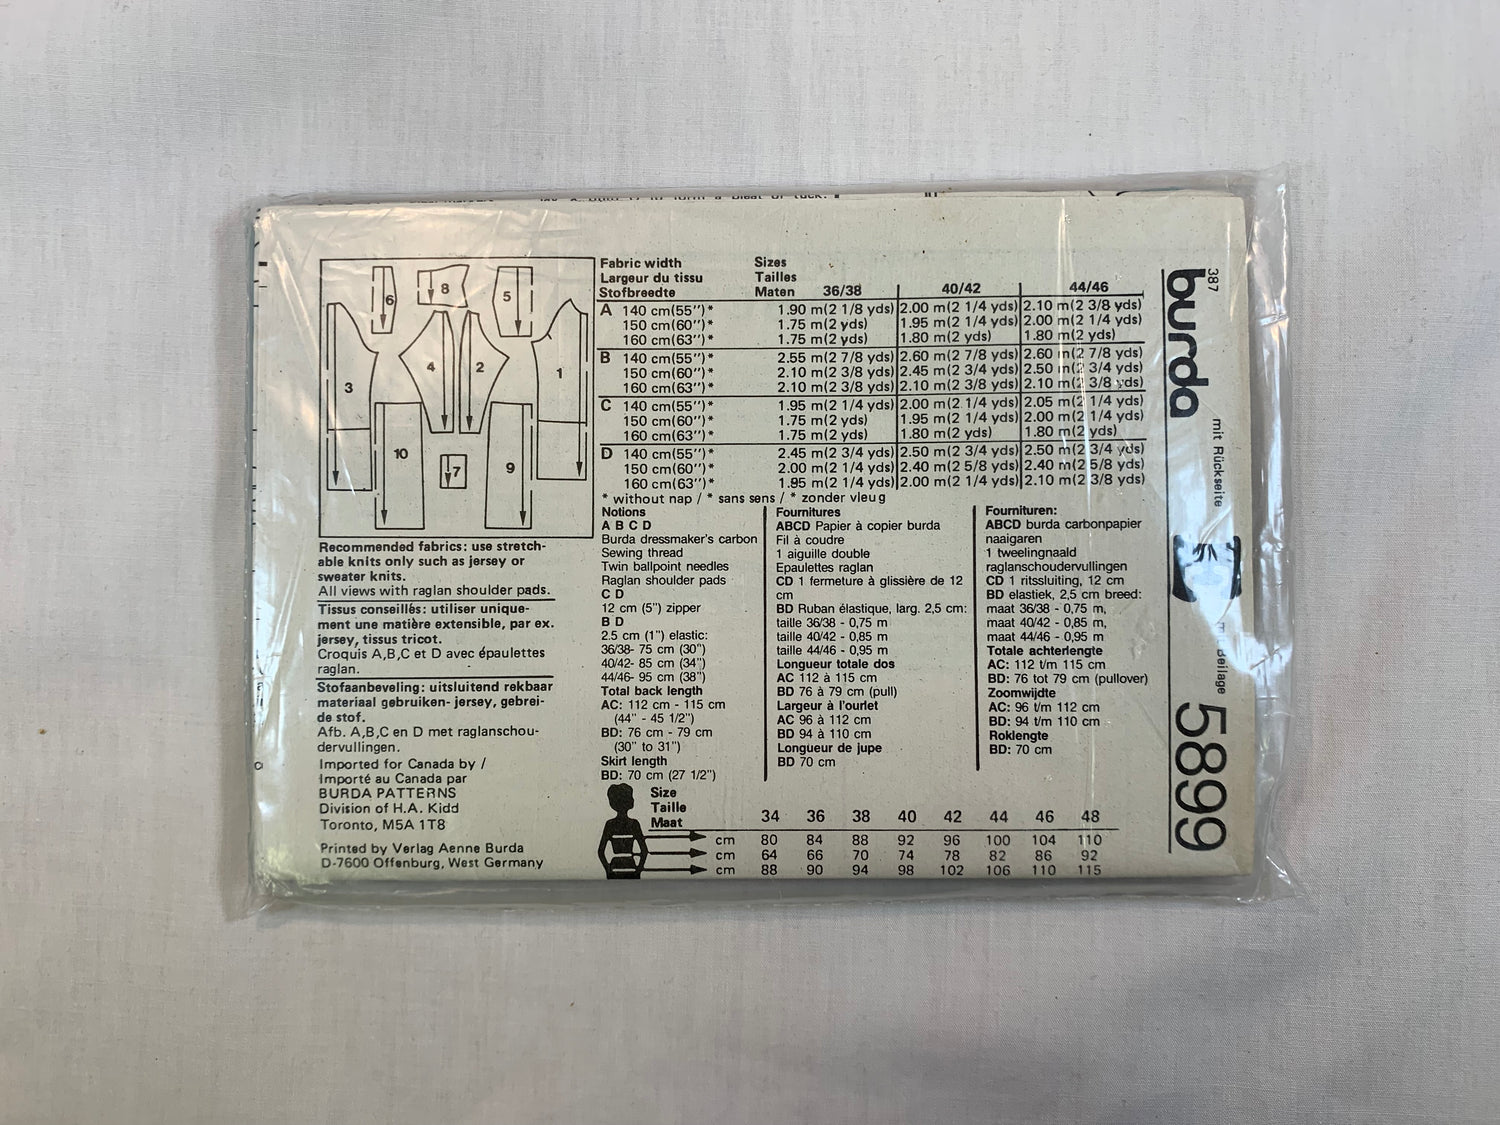 to form a pleat or tuck.
6
8
5
3
4
2
1
10
7
9
Recommended fabrics: use stretch-
able knits only such as jersey or
sweater knits.
All views with raglan shoulder pads.
Tissus conseillés: utiliser unique-
ment une matière extensible, par ex.
jersey, tissus tricot.
Croquis A,B,C et D avec épaulettes
raglan.
Stofaanbeveling: uitsluitend rekbaar
materiaal gebruiken- jersey, gebrei-
de stof.
Afb. A,B,C en D met raglanschou-
dervullingen.
Imported for Canada by /
Importé au Canada par
BURDA PATTERNS
Division of H.A. Kidd
Toronto, M5A 1T8
Printed by Verlag Aenne Burda
D-7600 Offenburg, West Germany
Fabric width Sizes
Largeur du tissu Tailles
Stofbreedte Maten 36/38 40/42 44/46
A 140 cm(55'')* 1.90 m(2 1/8 yds) 2.00 m(2 1/4 yds) 2.10 m(2 3/8 yds)
150 cm(60'')* 1.75 m(2 yds) 1.95 m(2 1/4 yds) 2.00 m(2 1/4 yds)
160 cm(63'')* 1.75 m(2 yds) 1.80 m(2 yds) 1.80 m(2 yds)
B 140 cm(55'')* 2.55 m(2 7/8 yds) 2.60 m(2 7/8 yds) 2.60 m(2 7/8 yds)
150 cm(60'')* 2.10 m(2 3/8 yds) 2.45 m(2 3/4 yds) 2.50 m(2 3/4 yds)
160 cm(63'')* 2.10 m(2 3/8 yds) 2.10 m(2 3/8 yds) 2.10 m(2 3/8 yds)
C 140 cm(55'')* 1.95 m(2 1/4 yds) 2.00 m(2 1/4 yds) 2.05 m(2 1/4 yds)
150 cm(60'')* 1.75 m(2 yds) 1.95 m(2 1/4 yds) 2.00 m(2 1/4 yds)
160 cm(63'')* 1.75 m(2 yds) 1.80 m(2 yds) 1.80 m(2 yds)
D 140 cm(55'')* 2.45 m(2 3/4 yds) 2.50 m(2 3/4 yds) 2.50 m(2 3/4 yds)
150 cm(60'')* 2.00 m(2 1/4 yds) 2.40 m(2 5/8 yds) 2.40 m(2 5/8 yds)
160 cm(63'')* 1.95 m(2 1/4 yds) 2.00 m(2 1/4 yds) 2.10 m(2 3/8 yds)
* without nap / * sans sens / * zonder vleug
Notions
A B C D
Burda dressmaker's carbon
Sewing thread
Twin ballpoint needles
Raglan shoulder pads
C D
12 cm (5") zipper
B D
2.5 cm (1") elastic:
36/38- 75 cm (30")
40/42- 85 cm (34")
44/46- 95 cm (38")
Total back length
AC: 112 cm - 115 cm
(44" - 45 1/2")
BD: 76 cm - 79 cm
(30" to 31")
Skirt length
BD: 70 cm (27 1/2")
Fournitures
ABCD Papier à copier burda
Fil à coudre
1 aiguille double
Epaulettes raglan
CD 1 fermeture à glissière de 12
cm
BD Ruban élastique, larg. 2,5 cm:
taille 36/38 - 0,75 m
taille 40/42 - 0,85 m
taille 44/46 - 0,95 m
Longueur totale dos
AC 112 à 115 cm
BD 76 à 79 cm (pull)
Largeur à l'ourlet
AC 96 à 112 cm
BD 94 à 110 cm
Longueur de jupe
BD 70 cm
Fournituren:
ABCD burda carbonpapier
naaigaren
1 tweelingnaald
raglanschoudervullingen
CD 1 ritssluiting, 12 cm
BD elastiek, 2,5 cm breed:
maat 36/38 - 0,75 m,
maat 40/42 - 0,85 m,
maat 44/46 - 0,95 m
Totale achterlengte
AC: 112 t/m 115 cm
BD: 76 tot 79 cm (pullover)
Zoomwijdte
AC: 96 t/m 112 cm
BD: 94 t/m 110 cm
Roklengte
BD: 70 cm
Size
Taille
Maat 34 36 38 40 42 44 46 48
cm 80 84 88 92 96 100 104 110
cm 64 66 70 74 78 82 86 92
cm 88 90 94 98 102 106 110 115
387
burda
mit Rückseite
Beilage
5899